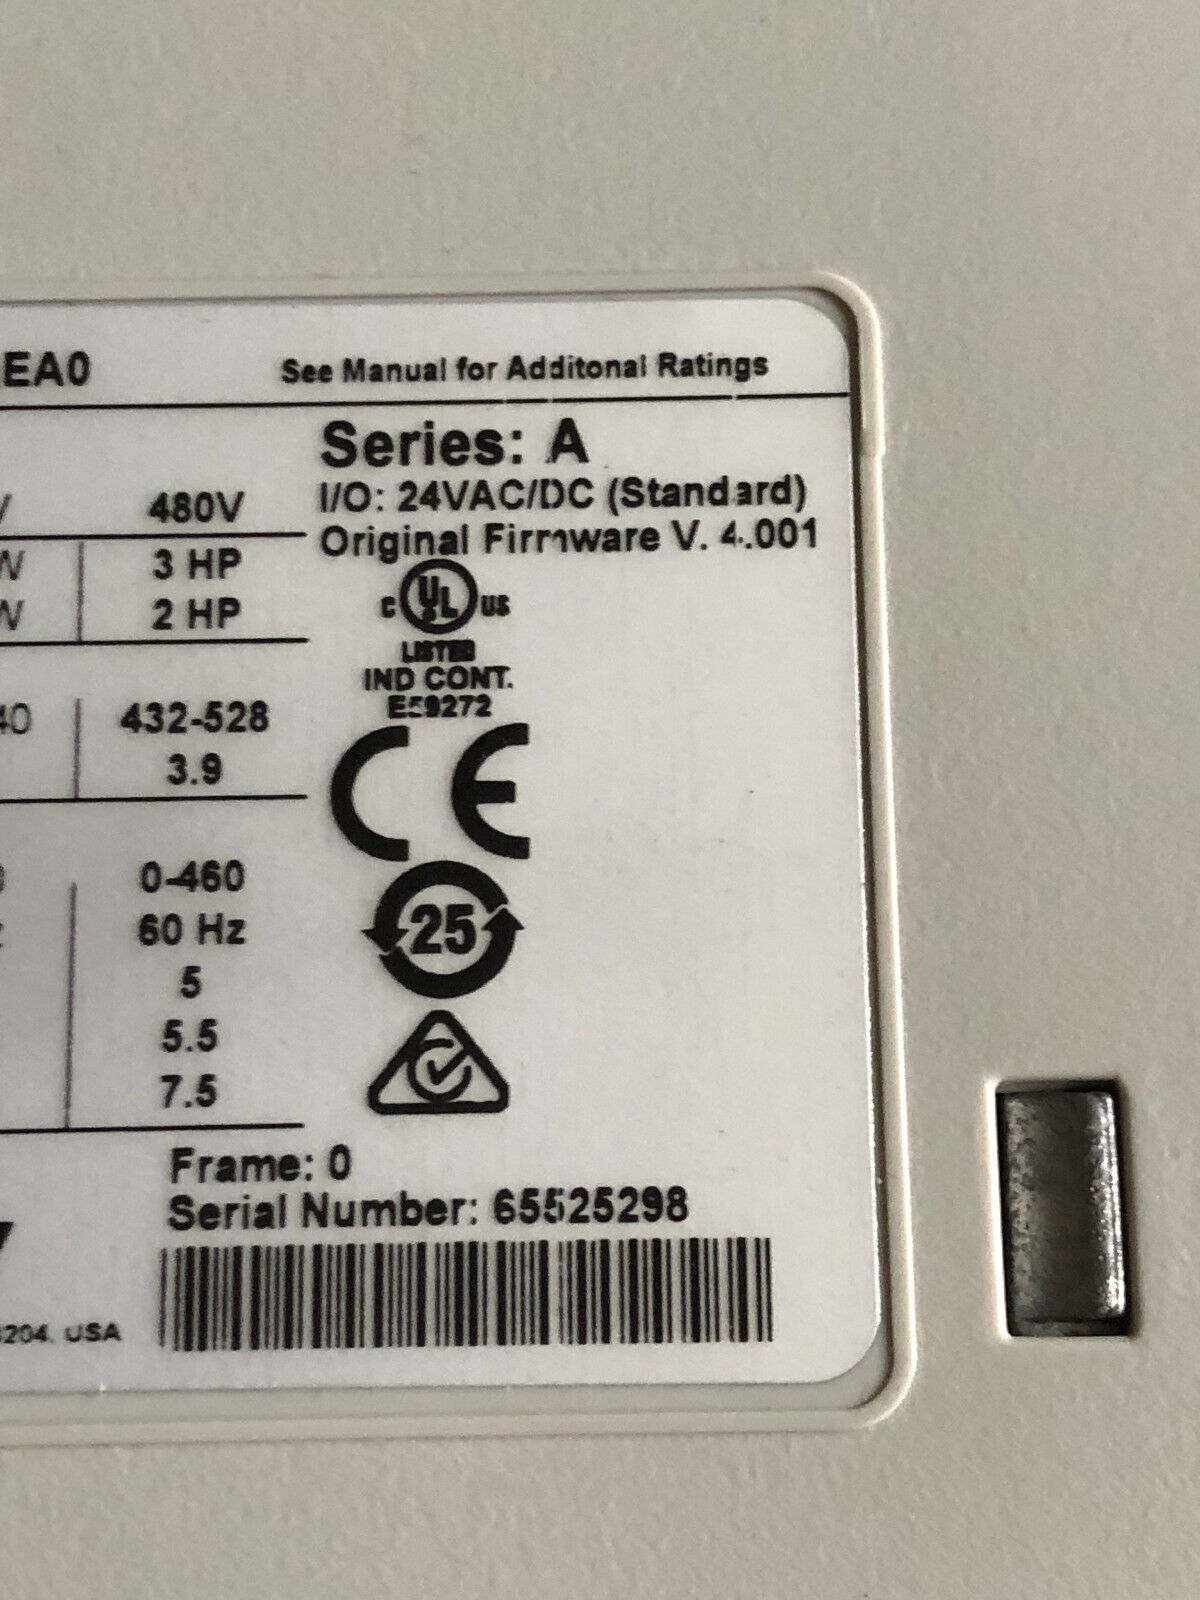 EA0 See Manual for Additonal Ratings
Series: A
480V I/O: 24VAC/DC (Standard)
Original Firmware V. 4.001
W 3 HP
W 2 HP
C UL US
LISTED
IND CONT.
E59272
40 432-528
3.9
CE
0-460
60 Hz
25
5
5.5
7.5
Frame: 0
Serial Number: 65525298
204, USA